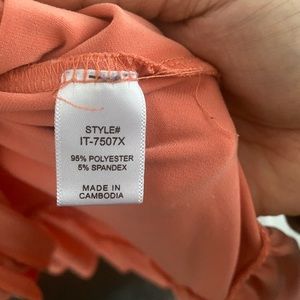 STYLE#
IT-7507X
95% POLYESTER
5% SPANDEX
MADE IN
CAMBODIA